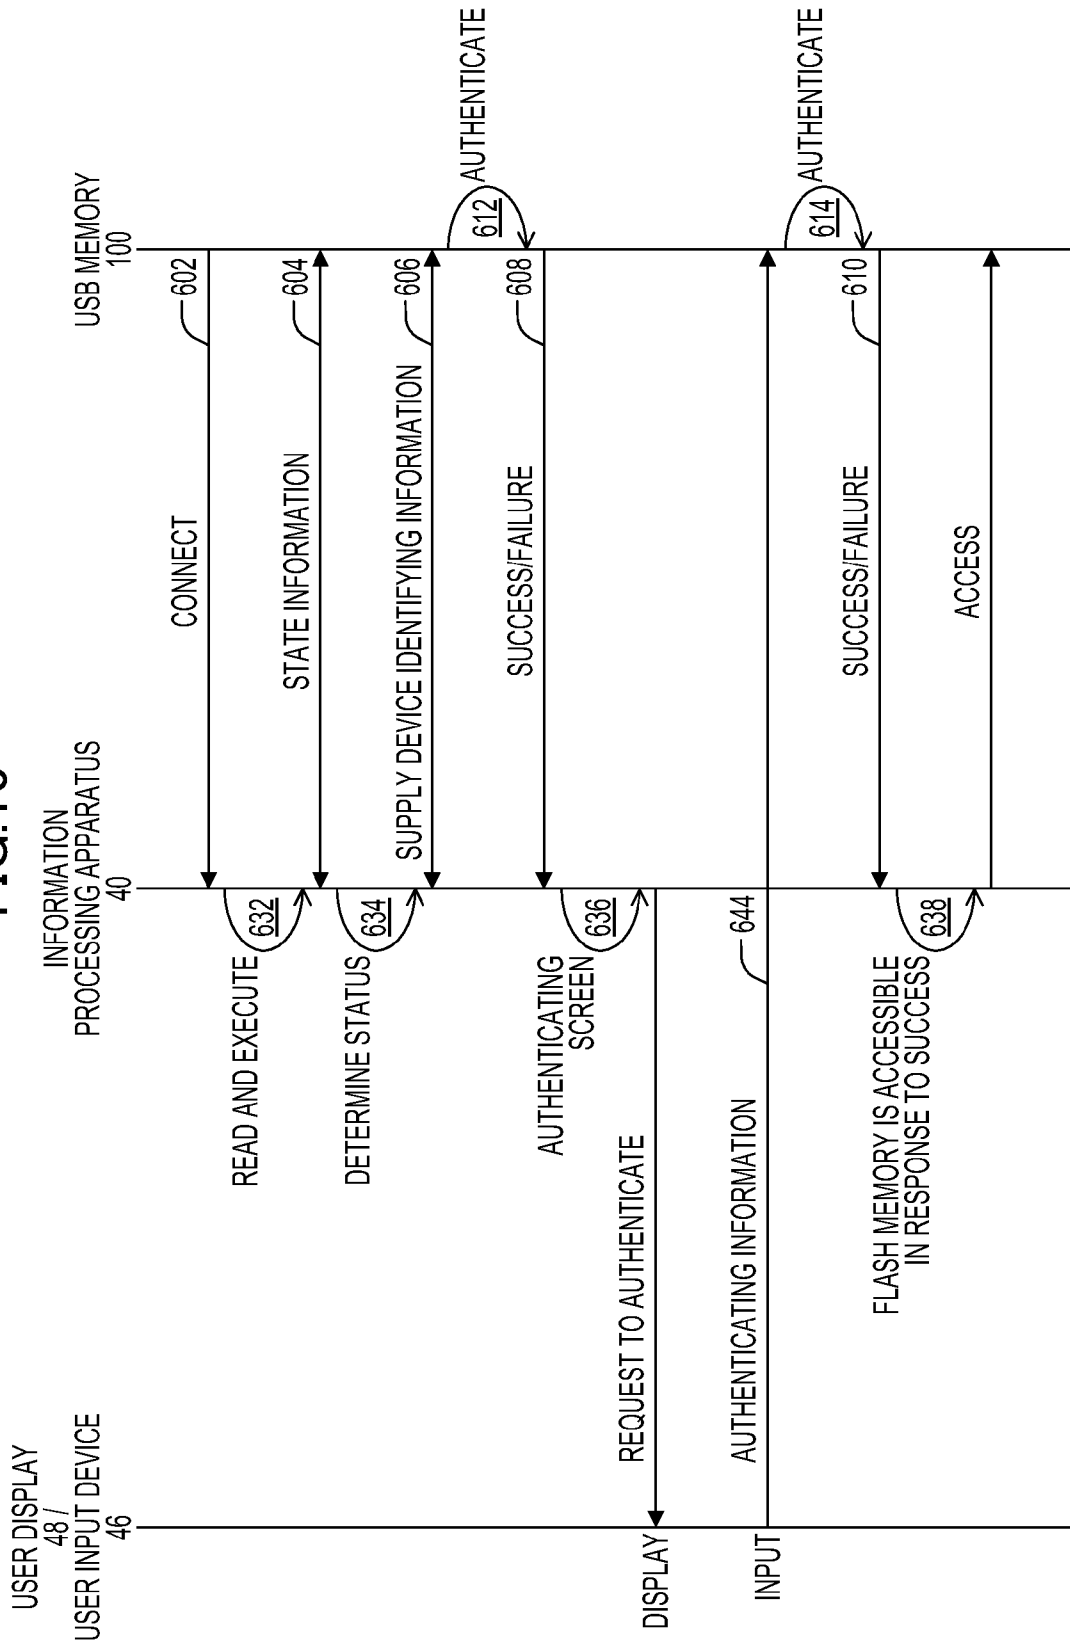 USER DISPLAY
48 /
USER INPUT DEVICE
46
INFORMATION
PROCESSING APPARATUS
40
USB MEMORY
100
CONNECT
602
READ AND EXECUTE
632
STATE INFORMATION
604
DETERMINE STATUS
634
SUPPLY DEVICE IDENTIFYING INFORMATION
606
612
AUTHENTICATE
SUCCESS/FAILURE
608
AUTHENTICATING
SCREEN
636
REQUEST TO AUTHENTICATE
DISPLAY
AUTHENTICATING INFORMATION
644
INPUT
614
AUTHENTICATE
SUCCESS/FAILURE
610
FLASH MEMORY IS ACCESSIBLE
IN RESPONSE TO SUCCESS
638
ACCESS